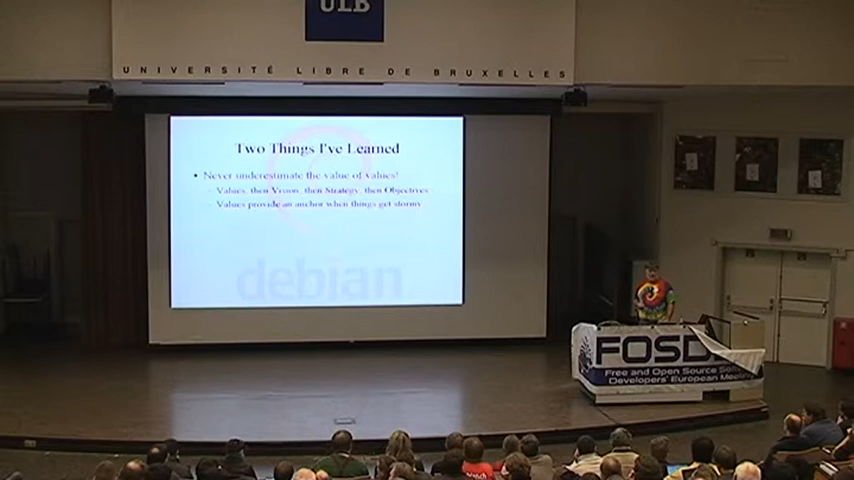 ULB
UNIVERSITÉ LIBRE DE BRUXELLES
Two Things I've Learned
• Never underestimate the value of values!
– Values, then Vision, then Strategy, then Objectives
– Values provide an anchor when things get stormy
debian
FOSD
Free and Open Source Soft
Developers' European Meeting